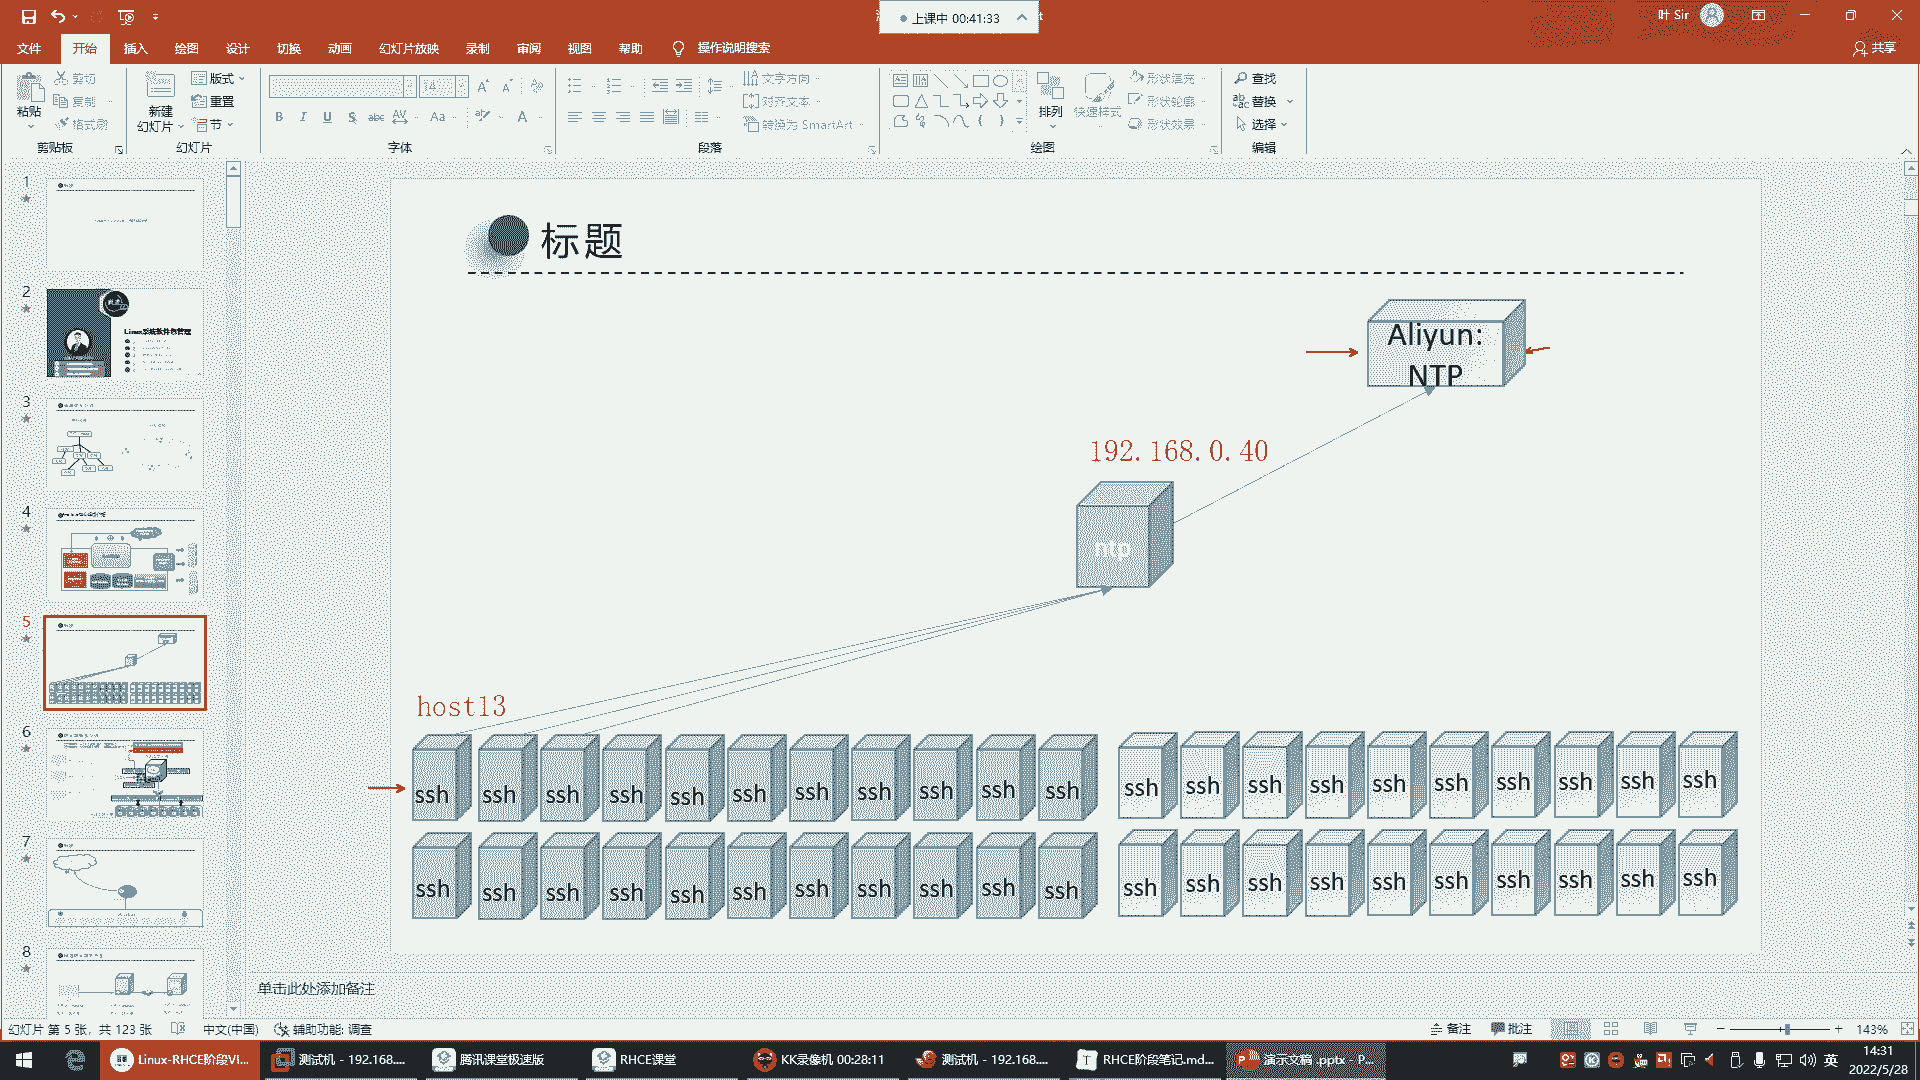 上课中 00:41:33
叶 Sir
文件 开始 插入 绘图 设计 切换 动画 幻灯片放映 录制 审阅 视图 帮助 操作说明搜索 共享
剪切 版式 14 文字方向 形状填充 查找
粘贴 复制 新建 重置 对齐文本 排列 快速样式 形状轮廓 替换
格式刷 幻灯片 节 转换为 SmartArt 形状效果 选择
剪贴板 幻灯片 字体 段落 绘图 编辑
1
2
3
4
5
6
7
8
标题
Aliyun:
NTP
192.168.0.40
ntp
host13
ssh ssh ssh ssh ssh ssh ssh ssh ssh ssh ssh ssh ssh ssh ssh ssh ssh ssh ssh ssh ssh
ssh ssh ssh ssh ssh ssh ssh ssh ssh ssh ssh ssh ssh ssh ssh ssh ssh ssh ssh ssh ssh
单击此处添加备注
幻灯片 第 5 张，共 123 张 中文(中国) 辅助功能: 调查 备注 批注 143%
Linux-RHCE阶段VI... 测试机 - 192.168.... 腾讯课堂极速版 RHCE课堂 KK录像机 00:28:11 测试机 - 192.168.... RHCE阶段笔记.md... 演示文稿 .pptx - P... 英 14:31
2022/5/28